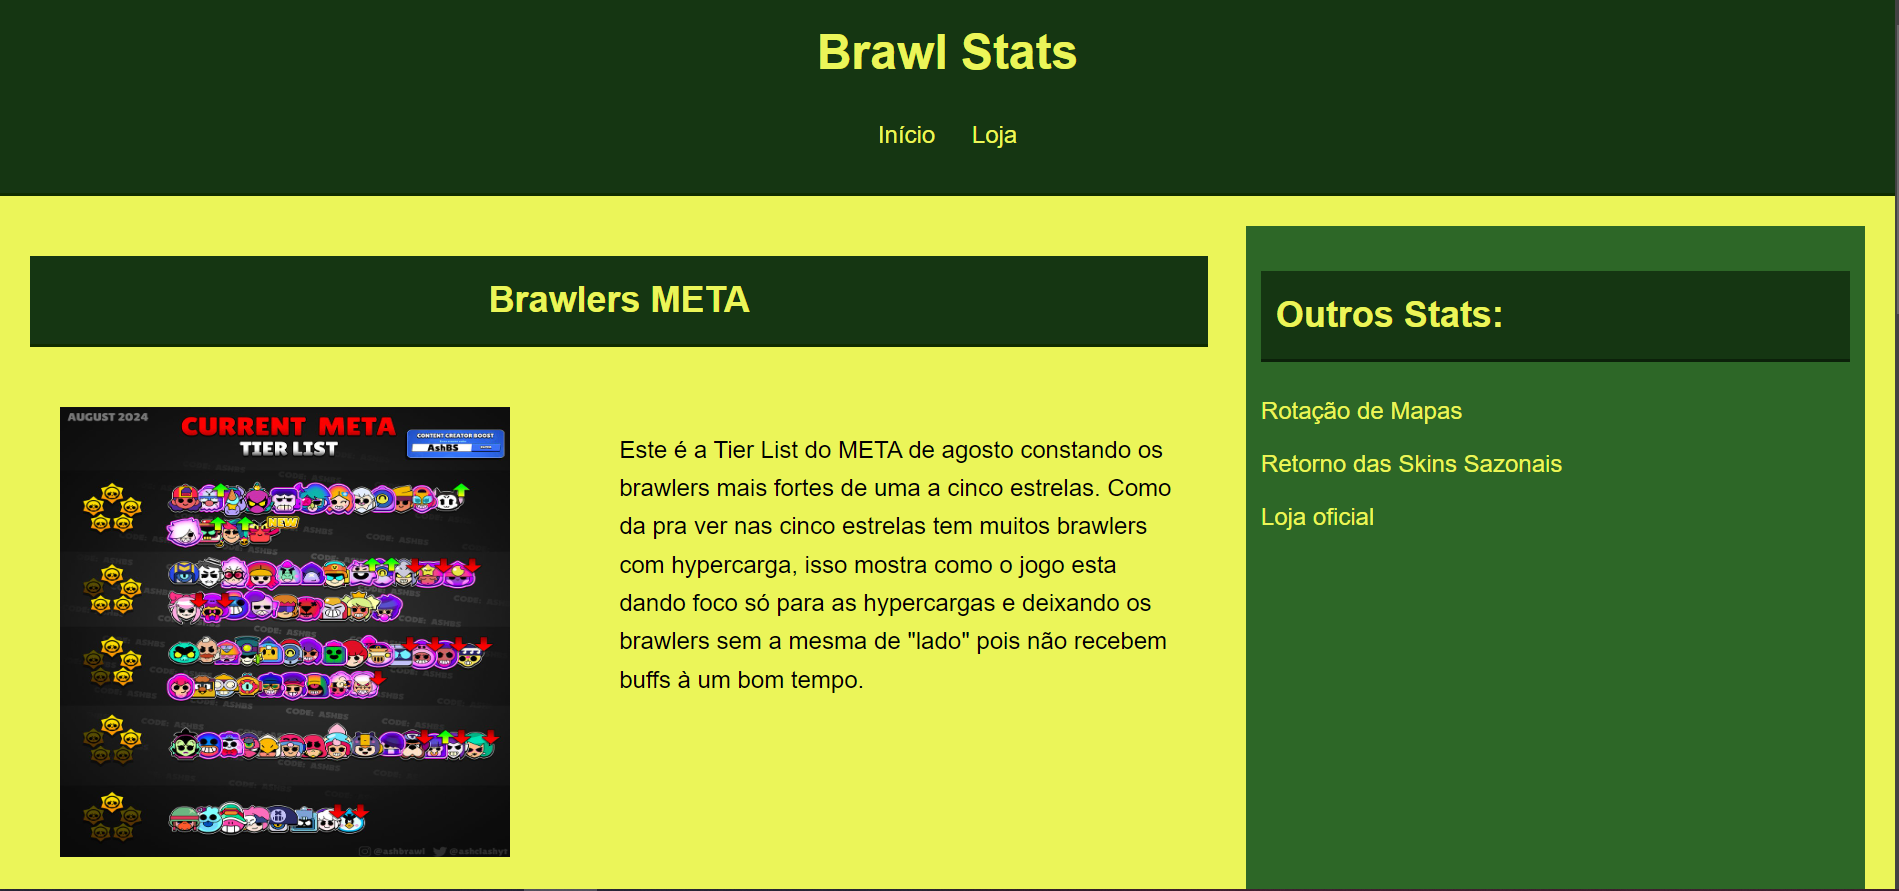 Brawl Stats
Início Loja
Brawlers META
AUGUST 2024
CURRENT META
TIER LIST
CONTENT CREATOR BOOST
AshBS
NEW
CODE: ASHBS
@ashbrawl
Este é a Tier List do META de agosto constando os
brawlers mais fortes de uma a cinco estrelas. Como
da pra ver nas cinco estrelas tem muitos brawlers
com hypercarga, isso mostra como o jogo esta
dando foco só para as hypercargas e deixando os
brawlers sem a mesma de "lado" pois não recebem
buffs à um bom tempo.
Outros Stats:
Rotação de Mapas
Retorno das Skins Sazonais
Loja oficial